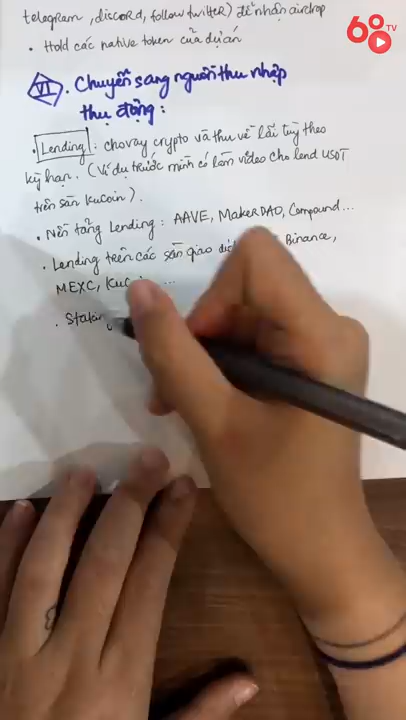 telegram, discord, follow twitter) để nhận airdrop
• Hold các native token của dự án
VI. Chuyển sang nguồn thu nhập
thụ động:
• Lending: cho vay crypto và thu về lãi tùy theo
kỳ hạn. (Ví dụ trước mình có làm video cho lend USDT
trên sàn Kucoin).
• Nền tảng Lending: AAVE, MakerDAO, Compound...
• Lending trên các sàn giao Binance,
MEXC, KuCoi ...
• Staking
68 TV